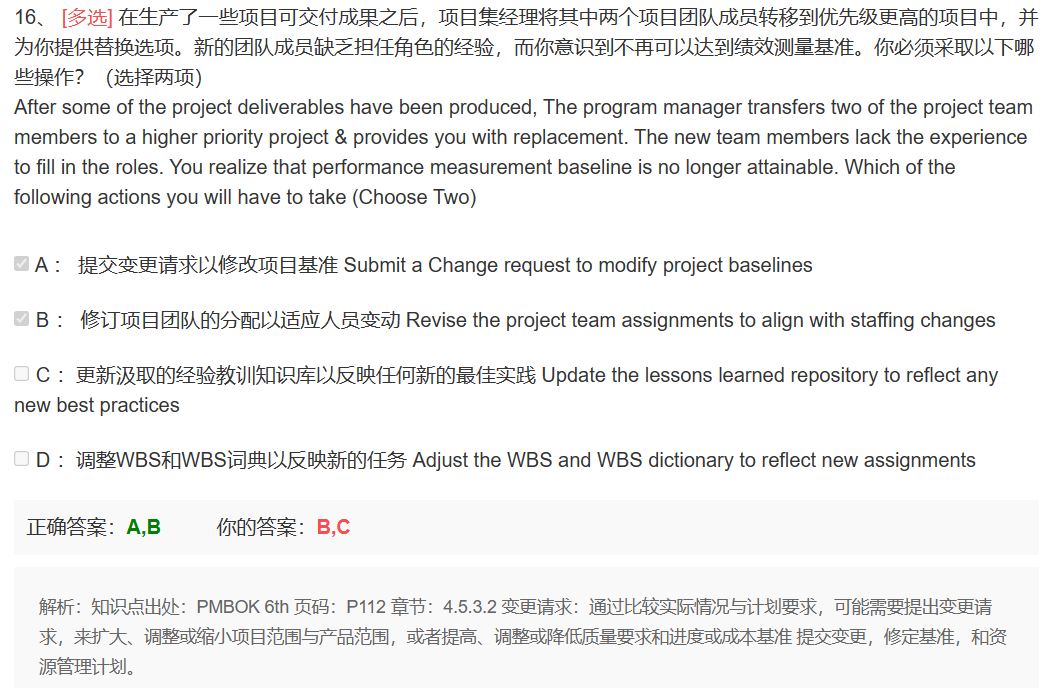 16、 [多选] 在生产了一些项目可交付成果之后，项目集经理将其中两个项目团队成员转移到优先级更高的项目中，并
为你提供替换选项。新的团队成员缺乏担任角色的经验，而你意识到不再可以达到绩效测量基准。你必须采取以下哪
些操作？（选择两项）
After some of the project deliverables have been produced, The program manager transfers two of the project team
members to a higher priority project & provides you with replacement. The new team members lack the experience
to fill in the roles. You realize that performance measurement baseline is no longer attainable. Which of the
following actions you will have to take (Choose Two)
A： 提交变更请求以修改项目基准 Submit a Change request to modify project baselines
B： 修订项目团队的分配以适应人员变动 Revise the project team assignments to align with staffing changes
C：更新汲取的经验教训知识库以反映任何新的最佳实践 Update the lessons learned repository to reflect any
new best practices
D：调整WBS和WBS词典以反映新的任务 Adjust the WBS and WBS dictionary to reflect new assignments
正确答案：A,B 你的答案：B,C
解析：知识点出处：PMBOK 6th 页码：P112 章节：4.5.3.2 变更请求：通过比较实际情况与计划要求，可能需要提出变更请
求，来扩大、调整或缩小项目范围与产品范围，或者提高、调整或降低质量要求和进度或成本基准 提交变更，修定基准，和资
源管理计划。